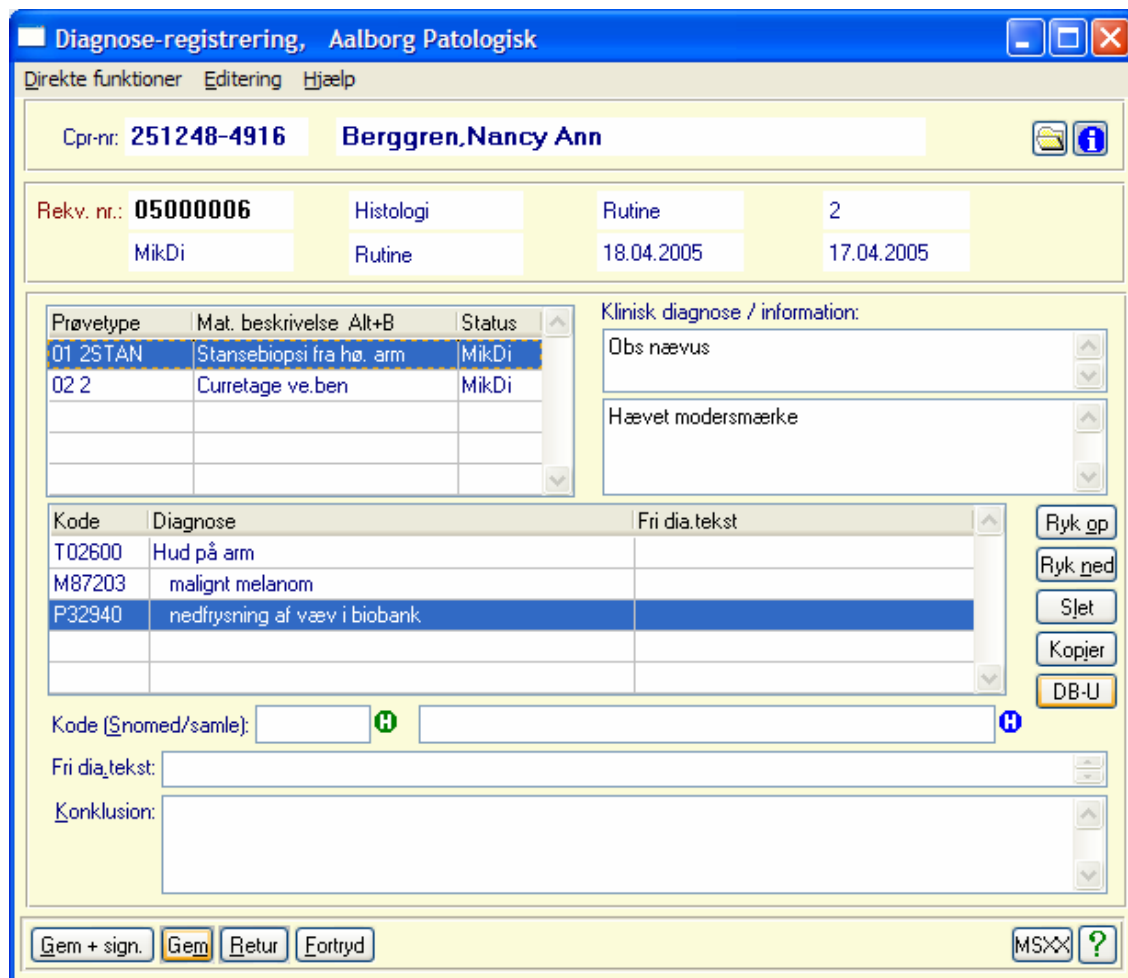 Diagnose-registrering, Aalborg Patologisk
Direkte funktioner Editering Hjælp
Cpr-nr: 251248-4916 Berggren,Nancy Ann
Rekv. nr.: 05000006 Histologi Rutine 2
MikDi Rutine 18.04.2005 17.04.2005
Prøvetype Mat. beskrivelse Alt+B Status
01 2STAN Stansebiopsi fra hø. arm MikDi
02 2 Curretage ve.ben MikDi
Klinisk diagnose / information:
Obs nævus
Hævet modersmærke
Kode Diagnose Fri dia.tekst
T02600 Hud på arm
M87203 malignt melanom
P32940 nedfrysning af væv i biobank
Ryk op
Ryk ned
Slet
Kopier
DB-U
Kode (Snomed/samle): H H
Fri dia.tekst:
Konklusion:
Gem + sign. Gem Retur Fortryd MSXX ?